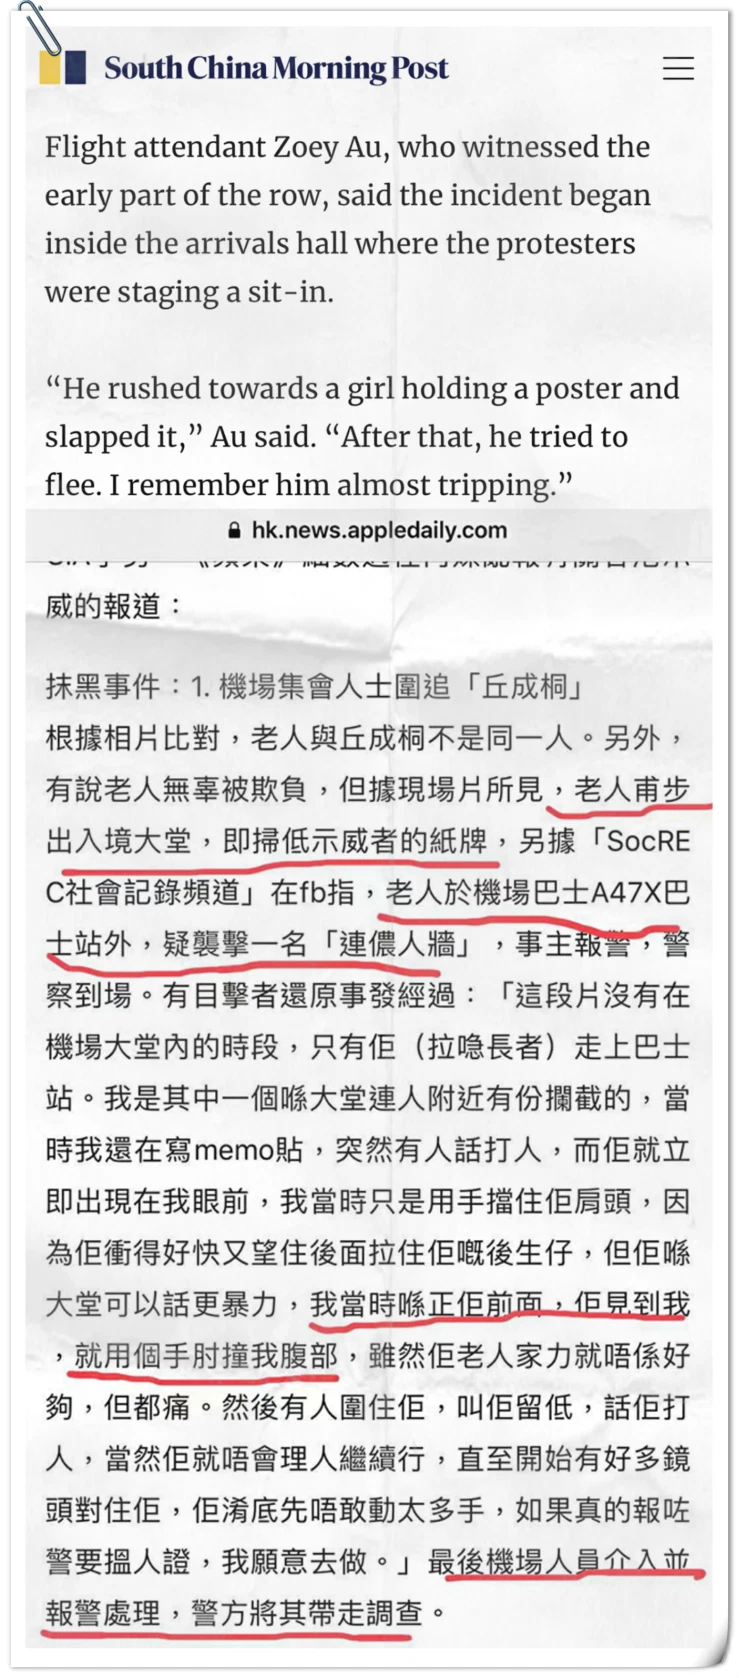 South China Morning Post
Flight attendant Zoey Au, who witnessed the
early part of the row, said the incident began
inside the arrivals hall where the protesters
were staging a sit-in.
“He rushed towards a girl holding a poster and
slapped it,” Au said. “After that, he tried to
flee. I remember him almost tripping.”
hk.news.appledaily.com
威的報道：
抹黑事件：1. 機場集會人士圍追「丘成桐」
根據相片比對，老人與丘成桐不是同一人。另外，
有說老人無辜被欺負，但據現場片所見，老人甫步
出入境大堂，即掃低示威者的紙牌，另據「SocRE
C社會記錄頻道」在fb指，老人於機場巴士A47X巴
士站外，疑襲擊一名「連儂人牆」，事主報警，警
察到場。有目擊者還原事發經過：「這段片沒有在
機場大堂內的時段，只有佢（拉喼長者）走上巴士
站。我是其中一個喺大堂連人附近有份攔截的，當
時我還在寫memo貼，突然有人話打人，而佢就立
即出現在我眼前，我當時只是用手擋住佢肩頭，因
為佢衝得好快又望住後面拉住佢嘅後生仔，但佢喺
大堂可以話更暴力，我當時喺正佢前面，佢見到我
，就用個手肘撞我腹部，雖然佢老人家力就唔係好
夠，但都痛。然後有人圍住佢，叫佢留低，話佢打
人，當然佢就唔會理人繼續行，直至開始有好多鏡
頭對住佢，佢淆底先唔敢動太多手，如果真的報咗
警要搵人證，我願意去做。」最後機場人員介入並
報警處理，警方將其帶走調查。